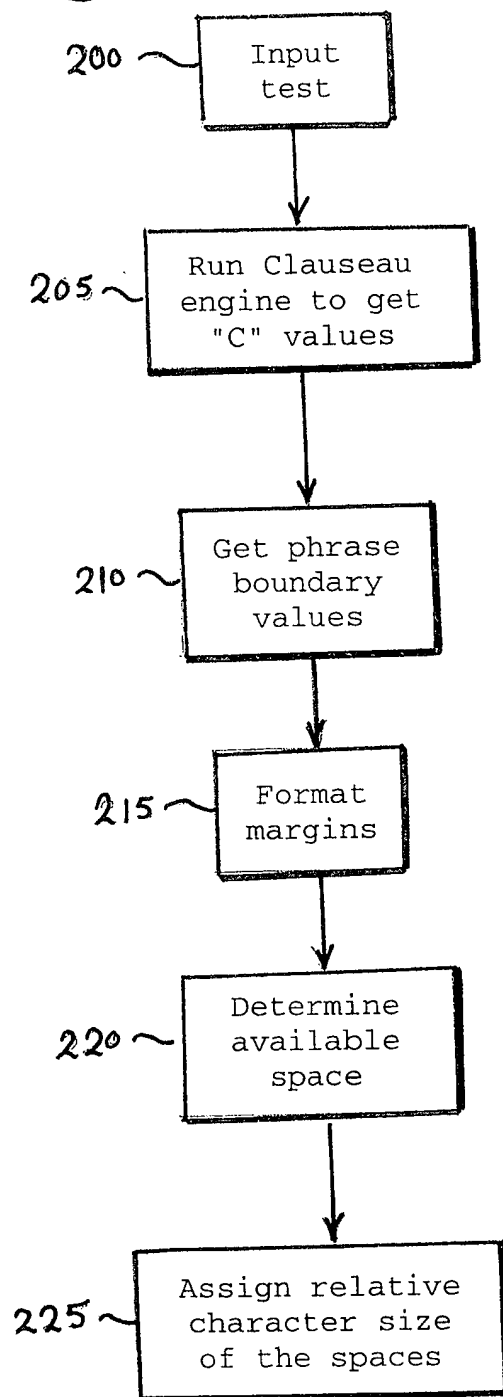 200
Input
test
205
Run Clauseau
engine to get
"C" values
210
Get phrase
boundary
values
215
Format
margins
220
Determine
available
space
225
Assign relative
character size
of the spaces